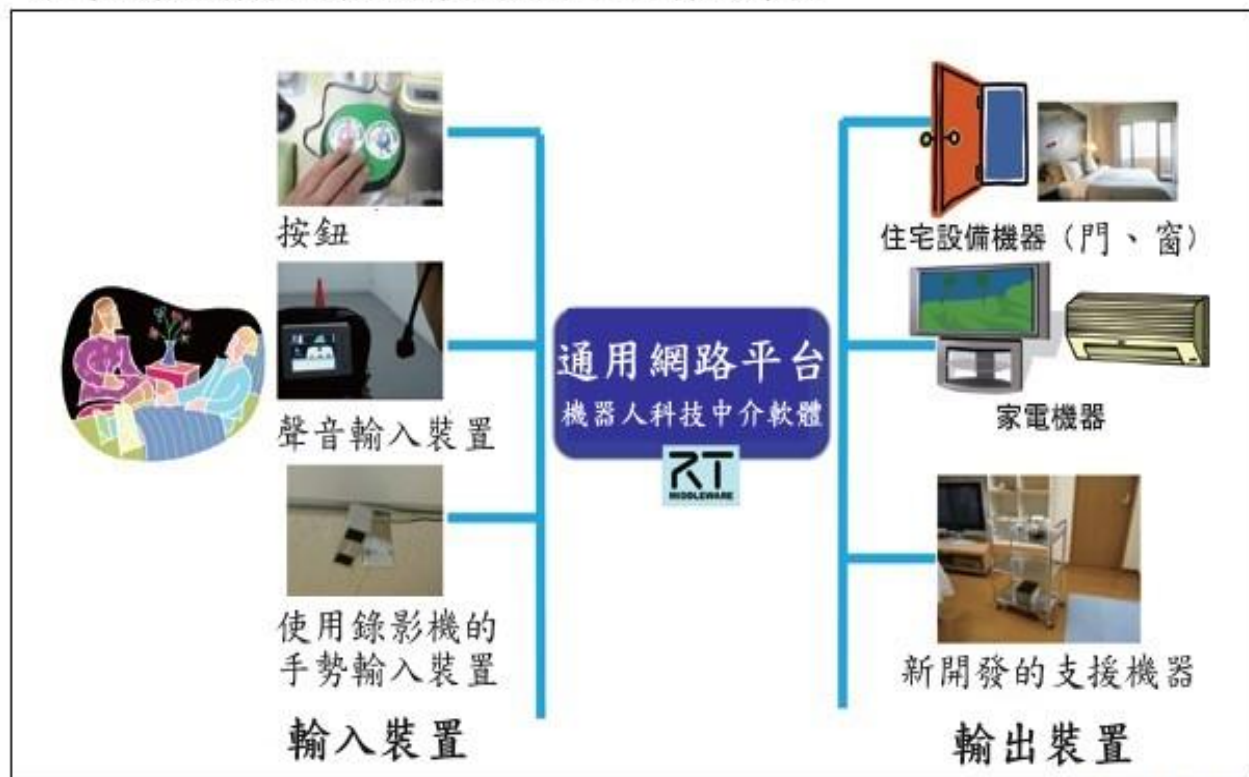 按鈕
聲音輸入裝置
使用錄影機的
手勢輸入裝置
輸入裝置
通用網路平台
機器人科技中介軟體
RT
MIDDLEWARE
住宅設備機器（門、窗）
家電機器
新開發的支援機器
輸出裝置